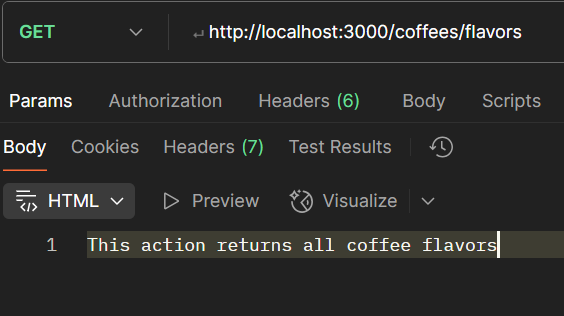 GET ↵ http://localhost:3000/coffees/flavors
Params Authorization Headers (6) Body Scripts
Body Cookies Headers (7) Test Results
HTML Preview Visualize
1 This action returns all coffee flavors